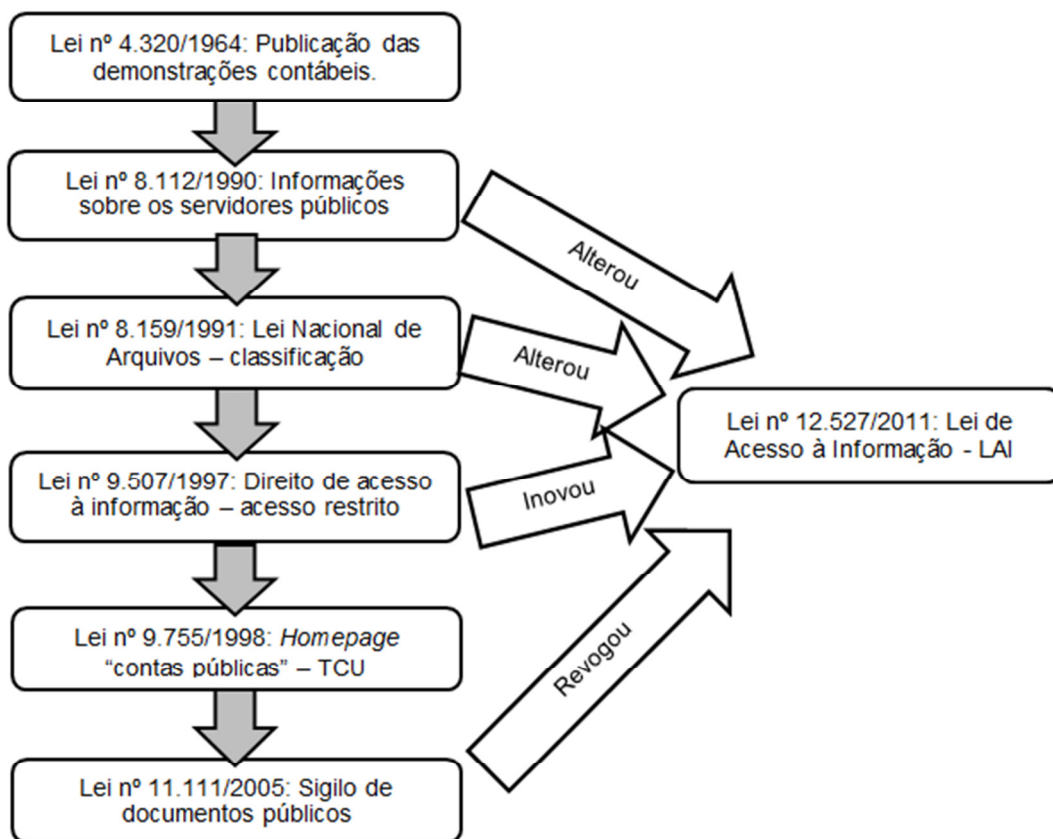 Lei nº 4.320/1964: Publicação das
demonstrações contábeis.
Lei nº 8.112/1990: Informações
sobre os servidores públicos
Alterou
Lei nº 8.159/1991: Lei Nacional de
Arquivos – classificação
Alterou
Lei nº 12.527/2011: Lei de
Acesso à Informação - LAI
Lei nº 9.507/1997: Direito de acesso
à informação – acesso restrito
Inovou
Lei nº 9.755/1998: Homepage
“contas públicas” – TCU
Revogou
Lei nº 11.111/2005: Sigilo de
documentos públicos